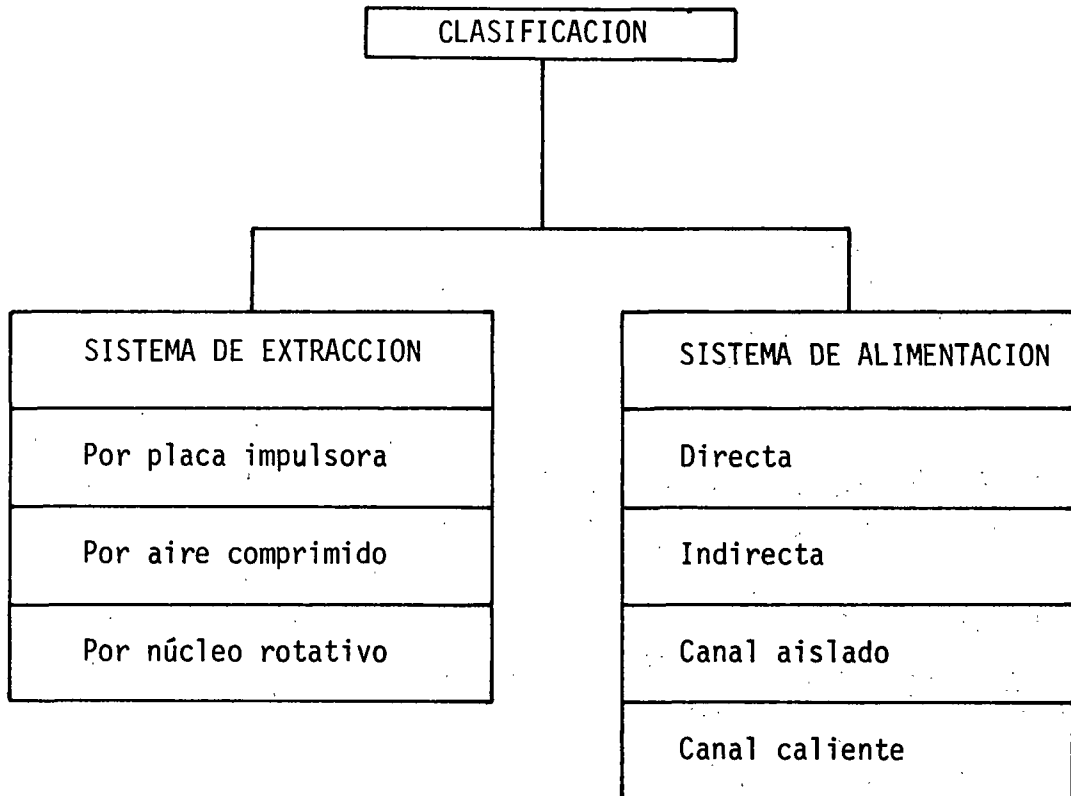 CLASIFICACION
SISTEMA DE EXTRACCION
Por placa impulsora
Por aire comprimido
Por núcleo rotativo
SISTEMA DE ALIMENTACION
Directa
Indirecta
Canal aislado
Canal caliente